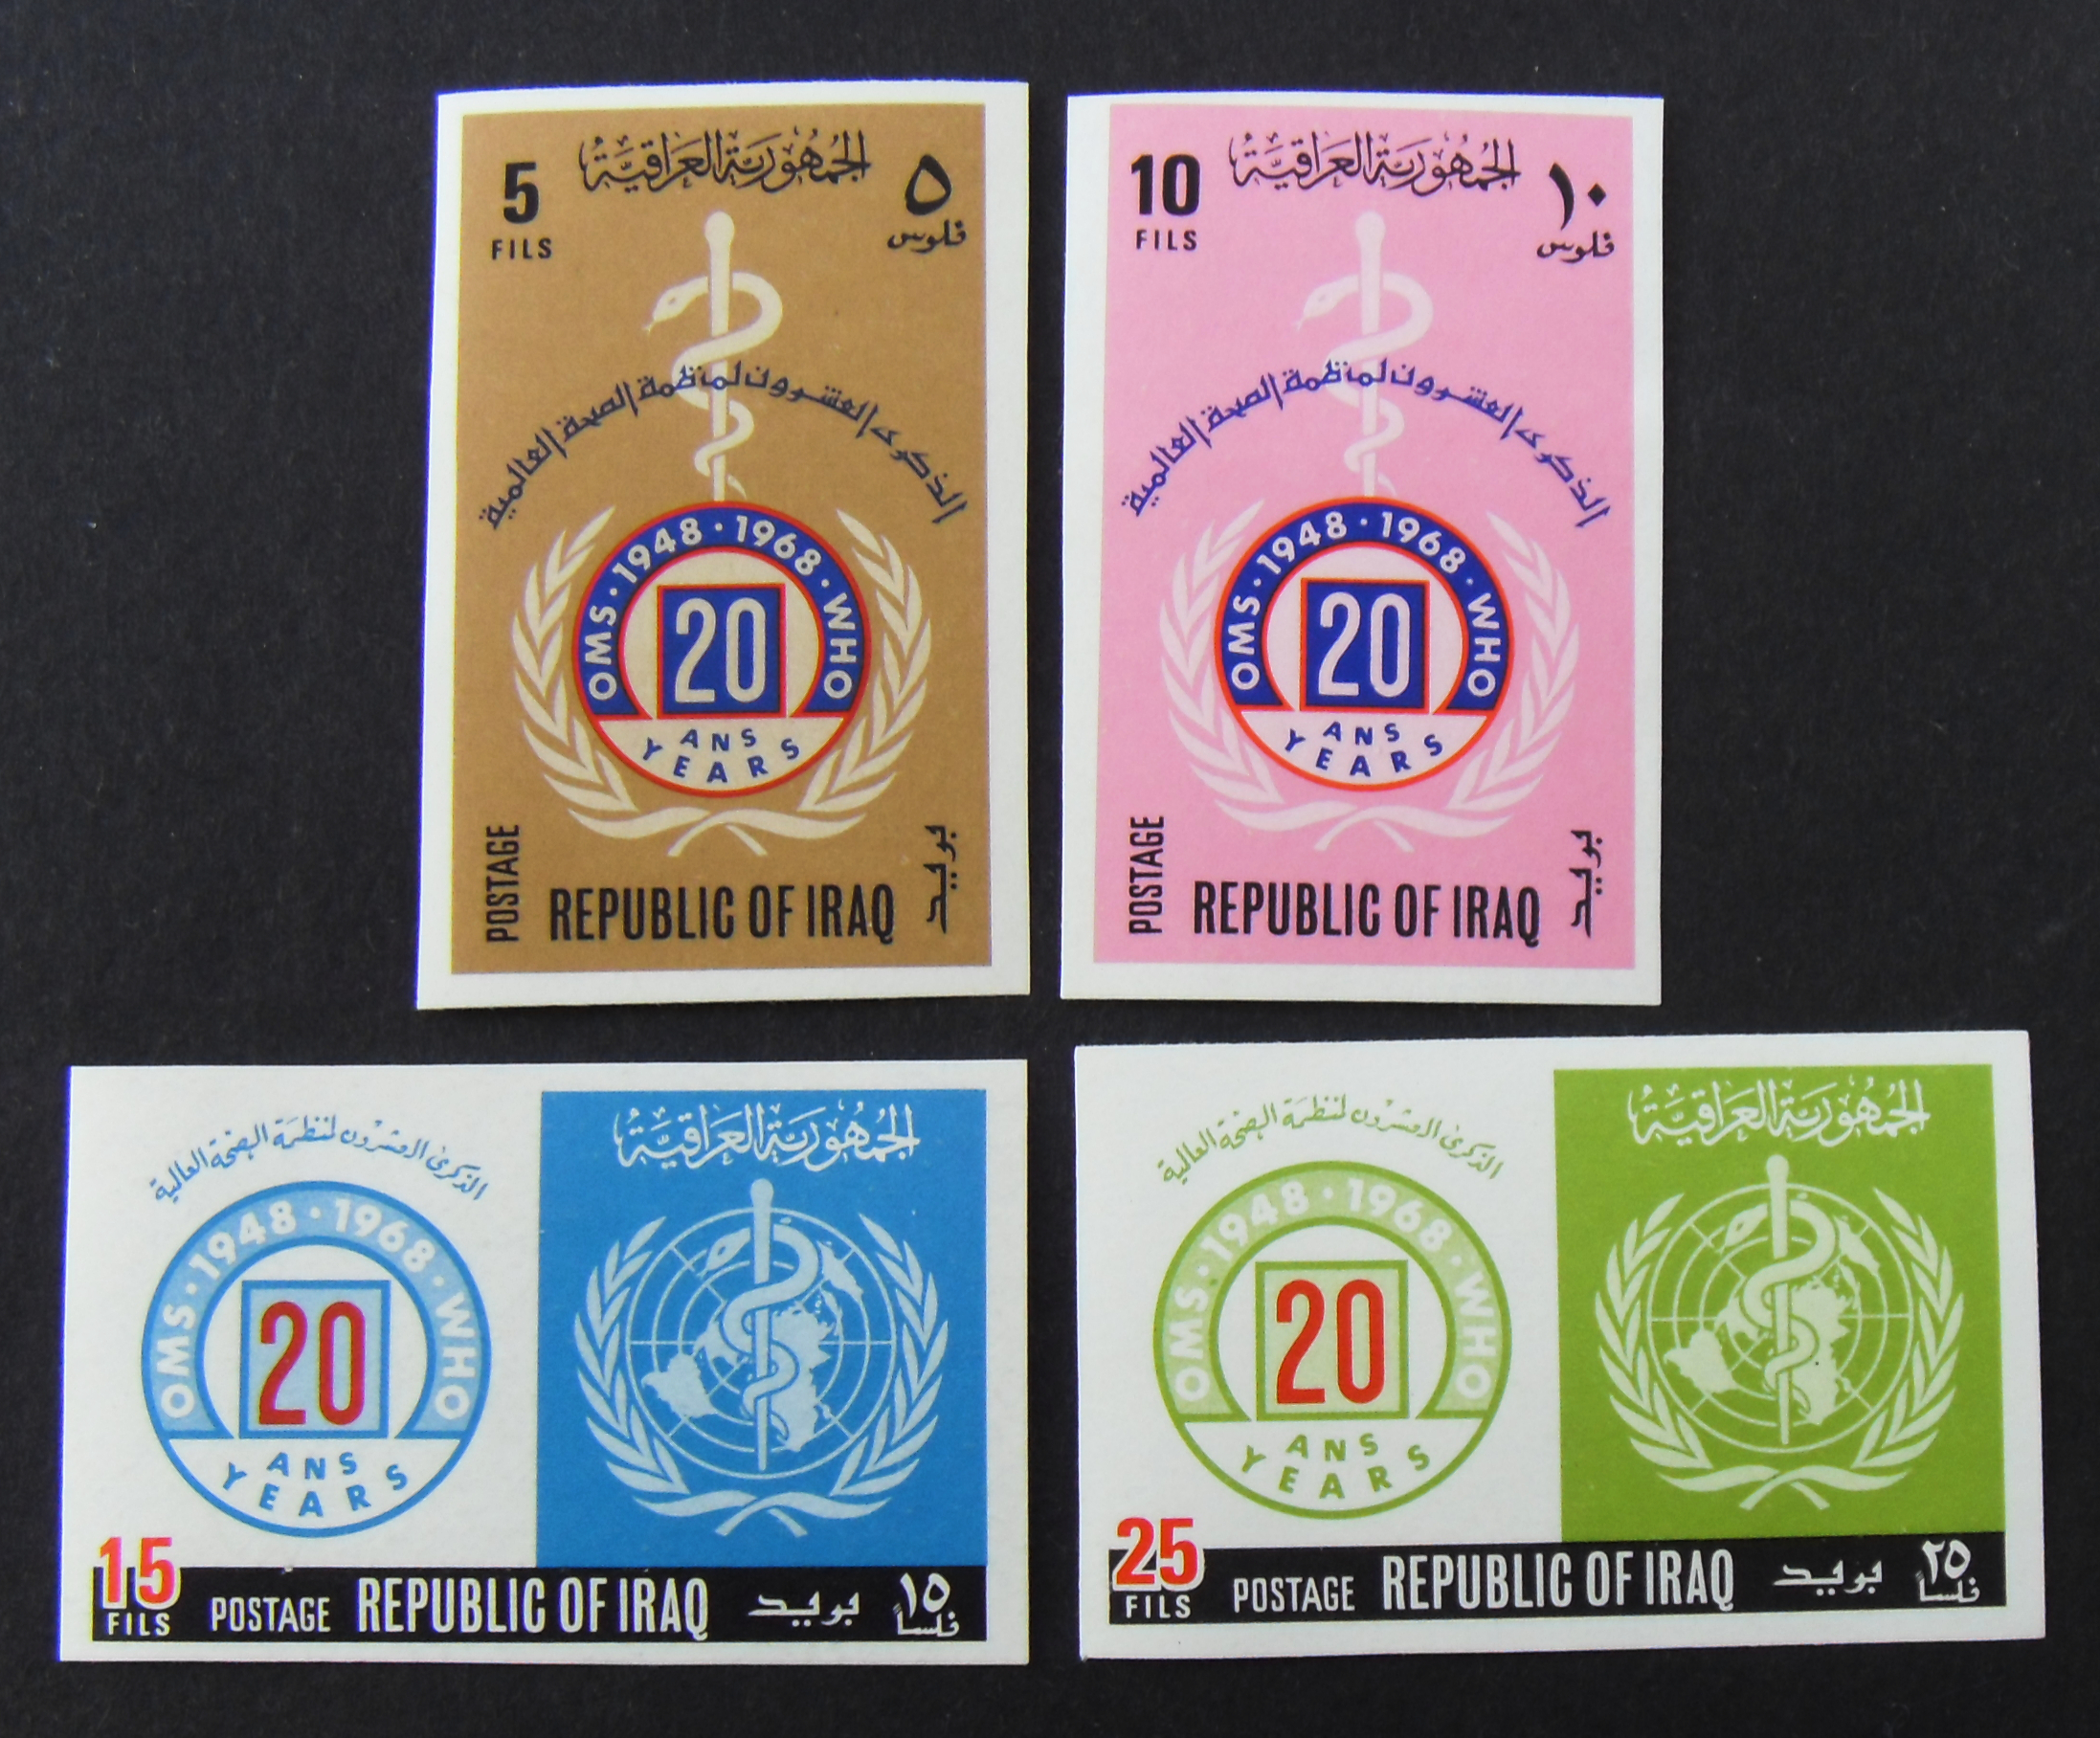 5 الجمهورية العراقية ٥
FILS فلوس
الذكرى العشرون لمنظمة الصحة العالمية
OMS · 1948 · 1968 · WHO
20
ANS
YEARS
POSTAGE REPUBLIC OF IRAQ بريد
10 الجمهورية العراقية ١٠
FILS فلوس
الذكرى العشرون لمنظمة الصحة العالمية
OMS · 1948 · 1968 · WHO
20
ANS
YEARS
POSTAGE REPUBLIC OF IRAQ بريد
الذكرى العشرون لمنظمة الصحة العالمية
الجمهورية العراقية
OMS · 1948 · 1968 · WHO
20
ANS
YEARS
15 FILS POSTAGE REPUBLIC OF IRAQ بريد ١٥ فلسا
الذكرى العشرون لمنظمة الصحة العالمية
الجمهورية العراقية
OMS · 1948 · 1968 · WHO
20
ANS
YEARS
25 FILS POSTAGE REPUBLIC OF IRAQ بريد ٢٥ فلسا